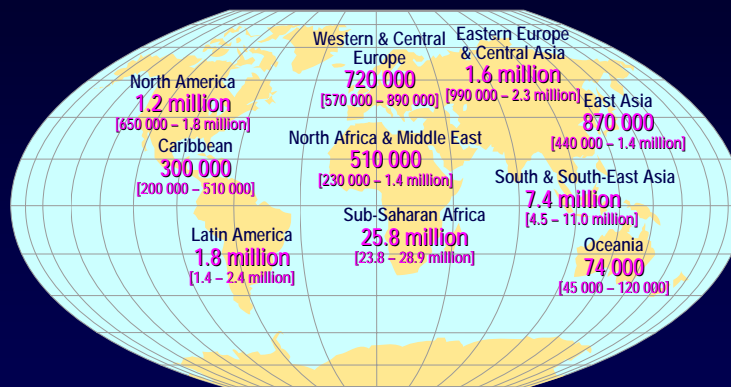 Western & Central
Europe
720 000
[570 000 – 890 000]
Eastern Europe
& Central Asia
1.6 million
[990 000 – 2.3 million]
North America
1.2 million
[650 000 – 1.8 million]
East Asia
870 000
[440 000 – 1.4 million]
Caribbean
300 000
[200 000 – 510 000]
North Africa & Middle East
510 000
[230 000 – 1.4 million]
South & South-East Asia
7.4 million
[4.5 – 11.0 million]
Sub-Saharan Africa
25.8 million
[23.8 – 28.9 million]
Latin America
1.8 million
[1.4 – 2.4 million]
Oceania
74 000
[45 000 – 120 000]